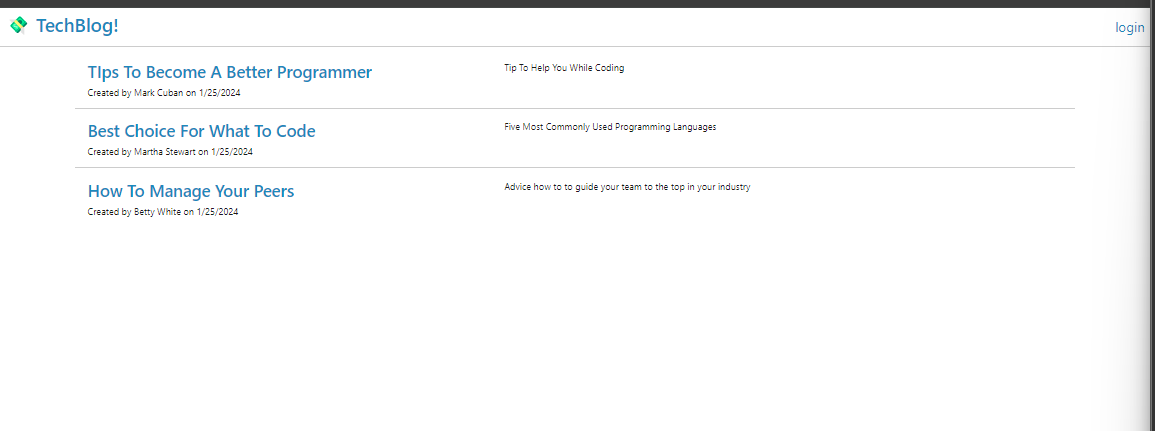 TechBlog!
login
TIps To Become A Better Programmer
Tip To Help You While Coding
Created by Mark Cuban on 1/25/2024
Best Choice For What To Code
Five Most Commonly Used Programming Languages
Created by Martha Stewart on 1/25/2024
How To Manage Your Peers
Advice how to to guide your team to the top in your industry
Created by Betty White on 1/25/2024